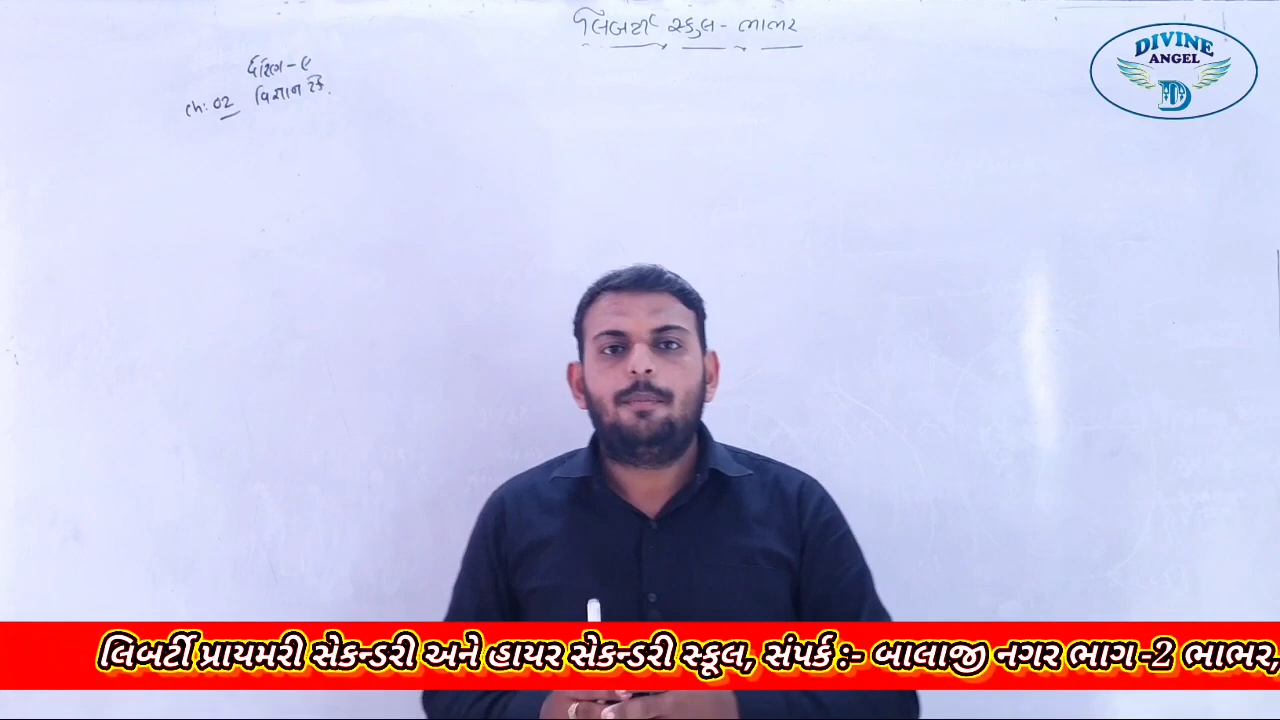 લિબર્ટી સ્કુલ - ભાભર
ધોરણ - ૯
ch: 02 વિજ્ઞાન ટેક.
DIVINE
ANGEL
D
લિબર્ટી પ્રાયમરી સેકન્ડરી અને હાયર સેકન્ડરી સ્કૂલ, સંપર્ક :- બાલાજી નગર ભાગ -2 ભાભર,